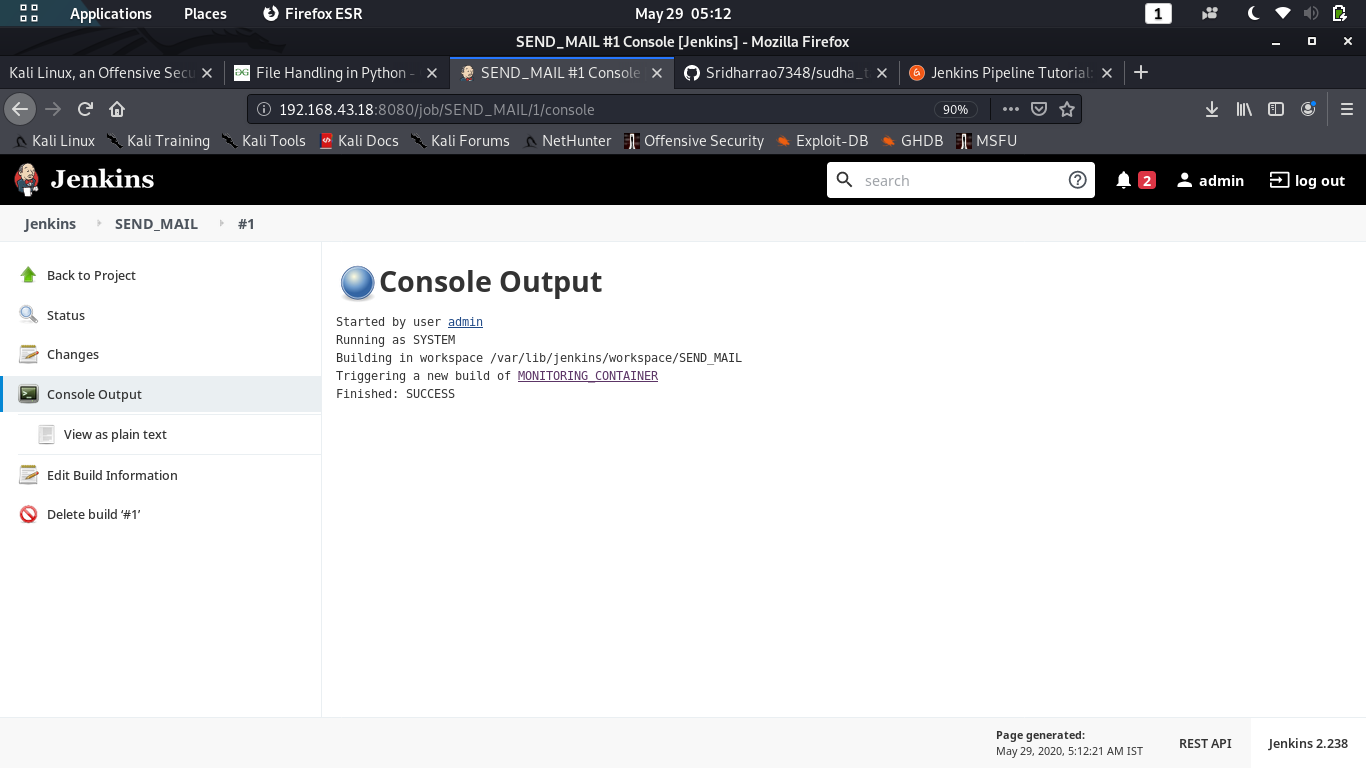 Applications Places Firefox ESR May 29 05:12 1
SEND_MAIL #1 Console [Jenkins] - Mozilla Firefox
Kali Linux, an Offensive Secu File Handling in Python - SEND_MAIL #1 Console Sridharrao7348/sudha_t Jenkins Pipeline Tutorial:
192.168.43.18:8080/job/SEND_MAIL/1/console 90%
Kali Linux Kali Training Kali Tools Kali Docs Kali Forums NetHunter Offensive Security Exploit-DB GHDB MSFU
Jenkins search 2 admin log out
Jenkins SEND_MAIL #1
Back to Project
Status
Changes
Console Output
View as plain text
Edit Build Information
Delete build ‘#1’
Console Output
Started by user admin
Running as SYSTEM
Building in workspace /var/lib/jenkins/workspace/SEND_MAIL
Triggering a new build of MONITORING_CONTAINER
Finished: SUCCESS
Page generated:
May 29, 2020, 5:12:21 AM IST
REST API
Jenkins 2.238